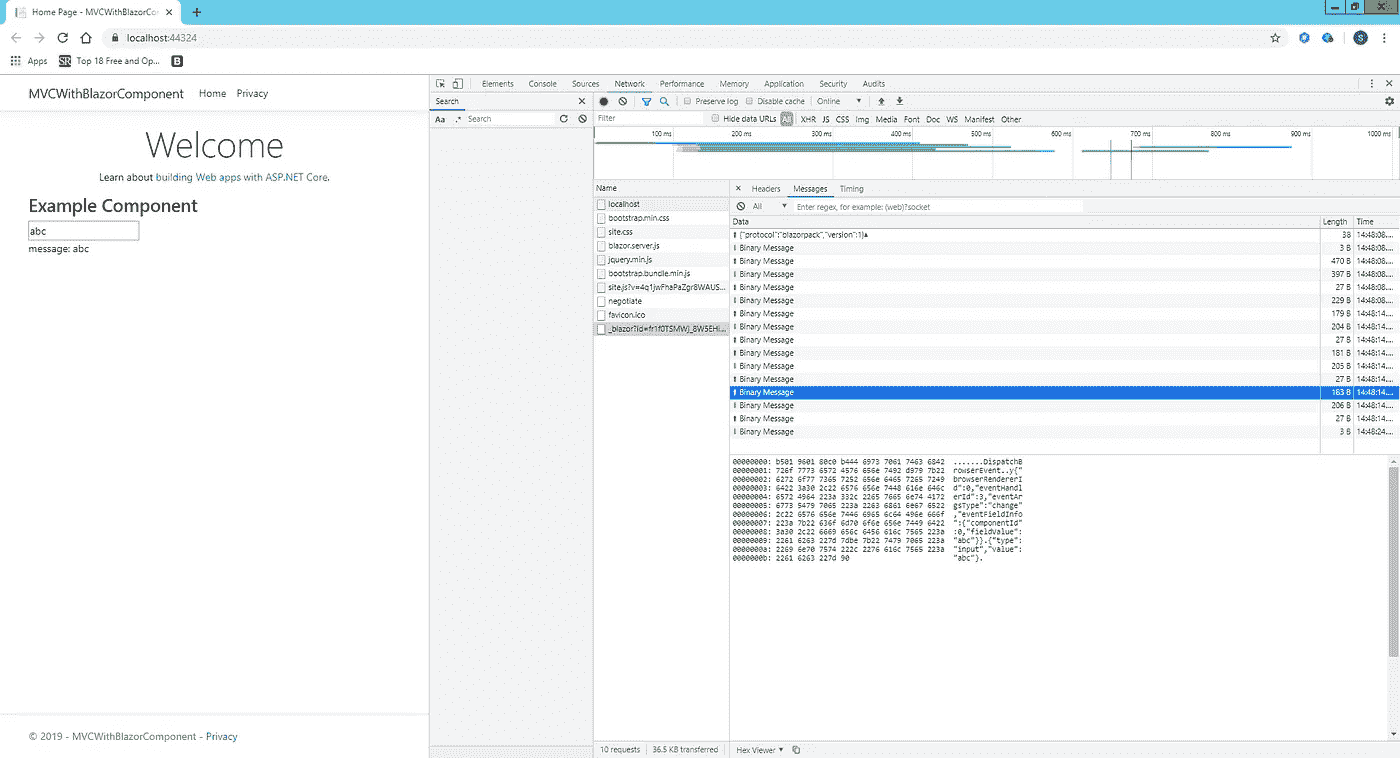 Home Page - MVCWithBlazorCo
localhost:44324
Apps
Top 18 Free and Op...
MVCWithBlazorComponent Home Privacy
Welcome
Learn about building Web apps with ASP.NET Core.
Example Component
abc
message: abc
© 2019 - MVCWithBlazorComponent - Privacy
Elements Console Sources Network Performance Memory Application Security Audits
Search
Aa .* Search
Preserve log Disable cache Online
Filter Hide data URLs All XHR JS CSS Img Media Font Doc WS Manifest Other
100 ms 200 ms 300 ms 400 ms 500 ms 600 ms 700 ms 800 ms 900 ms 1000 ms
Name
localhost
bootstrap.min.css
site.css
blazor.server.js
jquery.min.js
bootstrap.bundle.min.js
site.js?v=4q1jwFhaPaZgr8WAUS...
negotiate
favicon.ico
_blazor?id=fr1f0TSMWJ_8W5EHi...
10 requests 36.5 KB transferred
Headers Messages Timing
All Enter regex, for example: (web)?socket
Data Length Time
{"protocol":"blazorpack","version":1} 38 14:48:08....
Binary Message 3 B 14:48:08....
Binary Message 470 B 14:48:08....
Binary Message 397 B 14:48:08....
Binary Message 27 B 14:48:08....
Binary Message 229 B 14:48:08....
Binary Message 179 B 14:48:14....
Binary Message 204 B 14:48:14....
Binary Message 27 B 14:48:14....
Binary Message 181 B 14:48:14....
Binary Message 205 B 14:48:14....
Binary Message 27 B 14:48:14....
Binary Message 183 B 14:48:14....
Binary Message 206 B 14:48:14....
Binary Message 27 B 14:48:14....
Binary Message 3 B 14:48:24....
00000000: b501 9601 80c0 b444 6973 7061 7463 6842 .......DispatchB
00000001: 726f 7773 6572 4576 656e 7492 d979 7b22 rowserEvent..y{"
00000002: 6272 6f77 7365 7252 656e 6465 7265 7249 browserRendererI
00000003: 6422 3a30 2c22 6576 656e 7448 616e 646c d":0,"eventHandl
00000004: 6572 4964 223a 332c 2265 7665 6e74 4172 erId":3,"eventAr
00000005: 6773 5479 7065 223a 2263 6861 6e67 6522 gsType":"change"
00000006: 2c22 6576 656e 7446 6965 6c64 496e 666f ,"eventFieldInfo
00000007: 223a 7b22 636f 6d70 6f6e 656e 7449 6422 ":{"componentId"
00000008: 3a30 2c22 6669 656c 6456 616c 7565 223a :0,"fieldValue":
00000009: 2261 6263 227d 7dbe 7b22 7479 7065 223a "abc"}}.{"type":
0000000a: 2269 6e70 7574 222c 2276 616c 7565 223a "input","value":
0000000b: 2261 6263 227d 90 "abc"}.
Hex Viewer